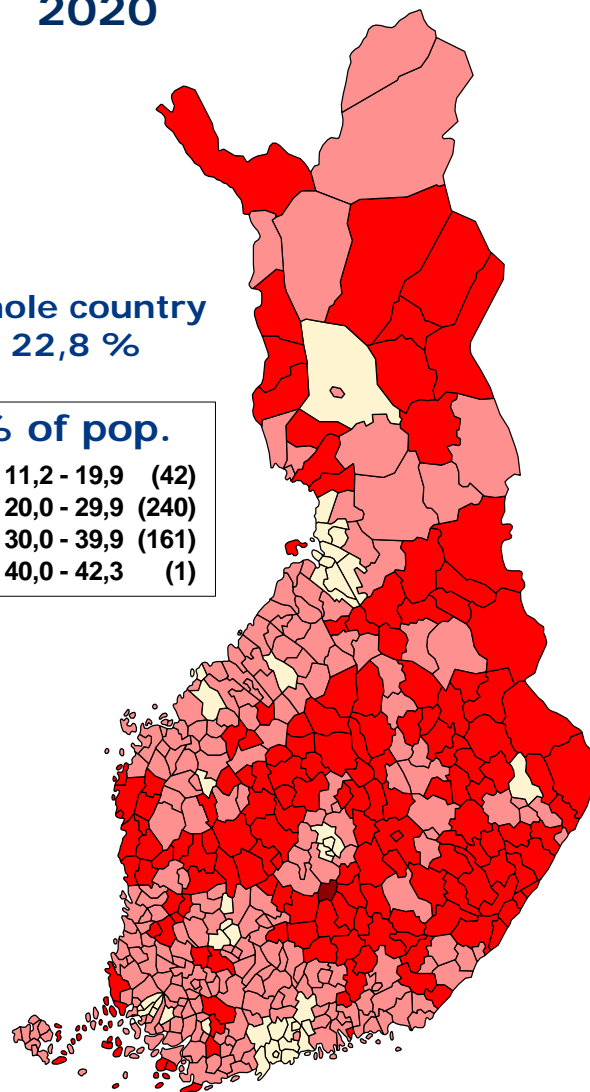 2020
hole country
22,8 %
% of pop.
11,2 - 19,9 (42)
20,0 - 29,9 (240)
30,0 - 39,9 (161)
40,0 - 42,3 (1)